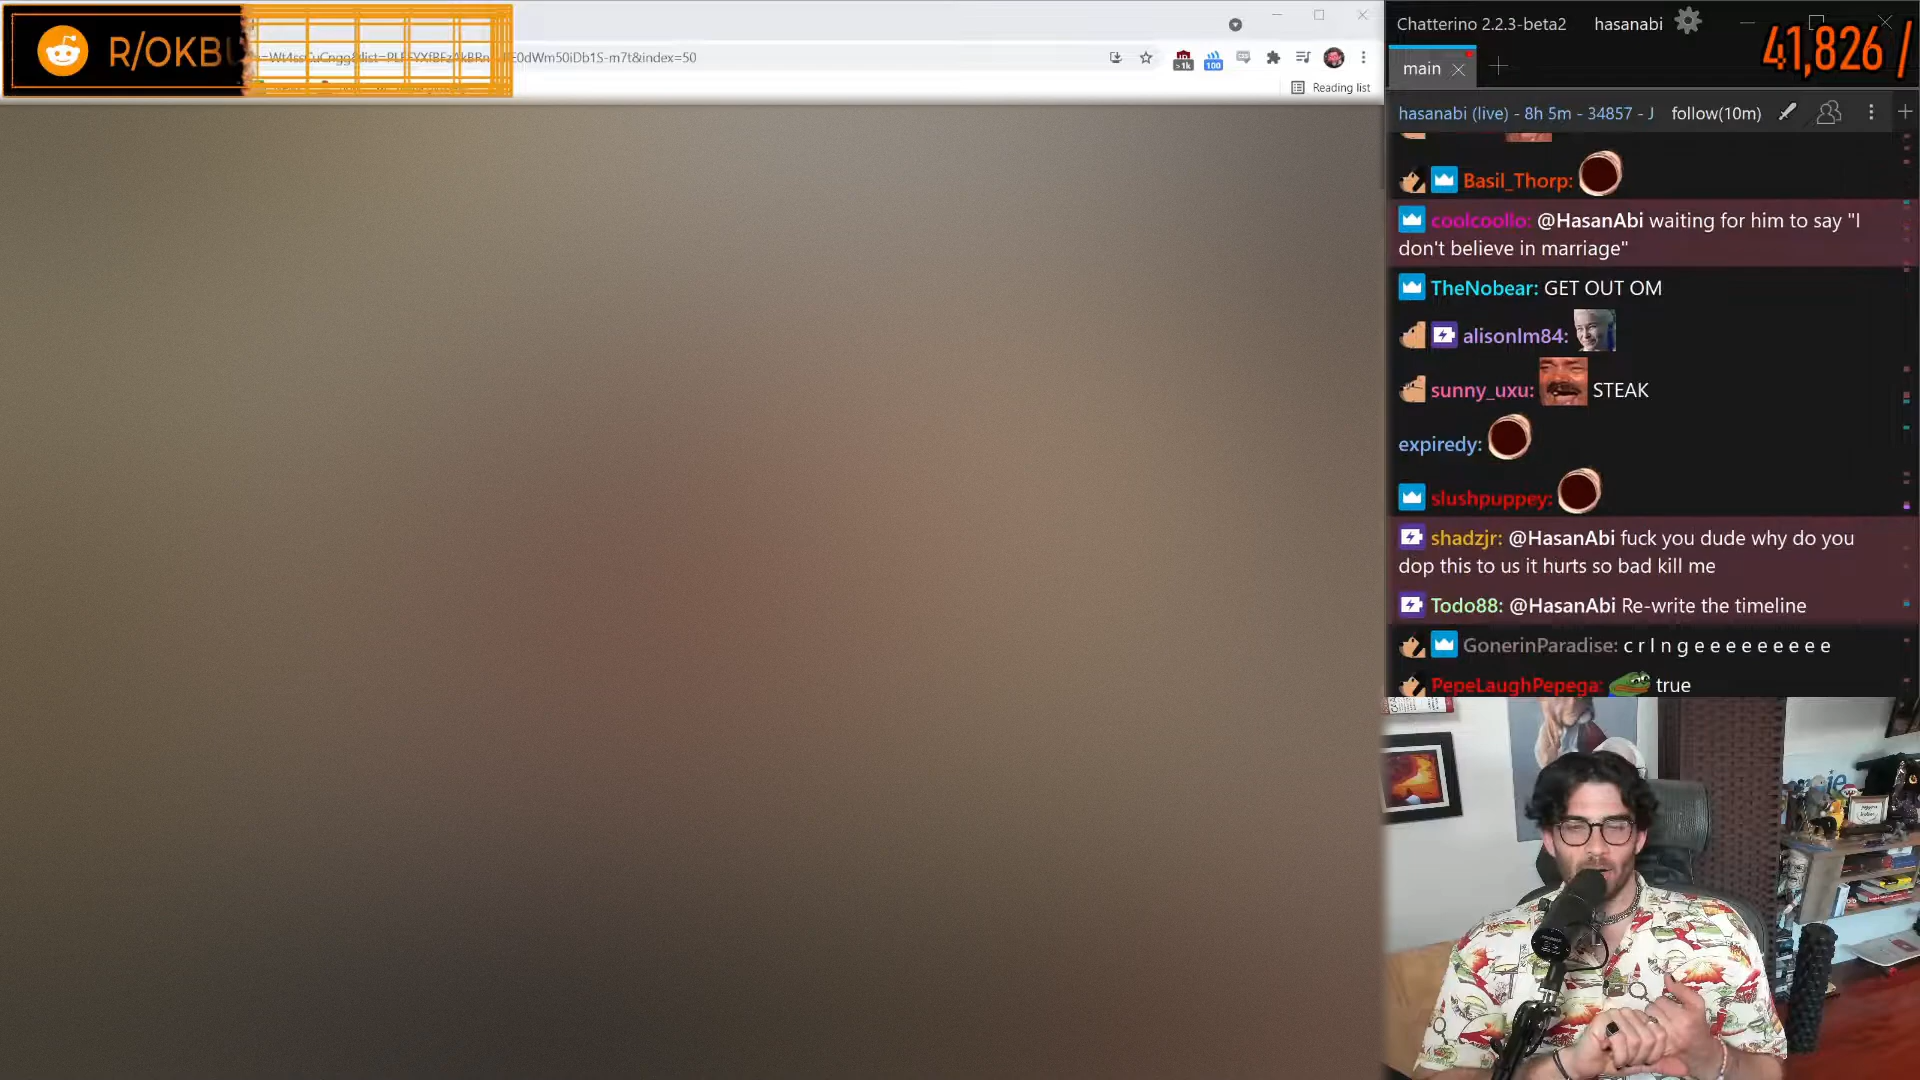 R/OKBU
&index=50
Reading list
>1k
100
Chatterino 2.2.3-beta2
hasanabi
41,826 /
main
hasanabi (live) - 8h 5m - 34857 - J
follow(10m)
Basil_Thorp:
coolcoollo: @HasanAbi waiting for him to say "I
don't believe in marriage"
TheNobear: GET OUT OM
alisonlm84:
sunny_uxu: STEAK
expiredy:
slushpuppey:
shadzjr: @HasanAbi fuck you dude why do you
dop this to us it hurts so bad kill me
Todo88: @HasanAbi Re-write the timeline
GonerinParadise: c r I n g e e e e e e e e e
PepeLaughPepega: true